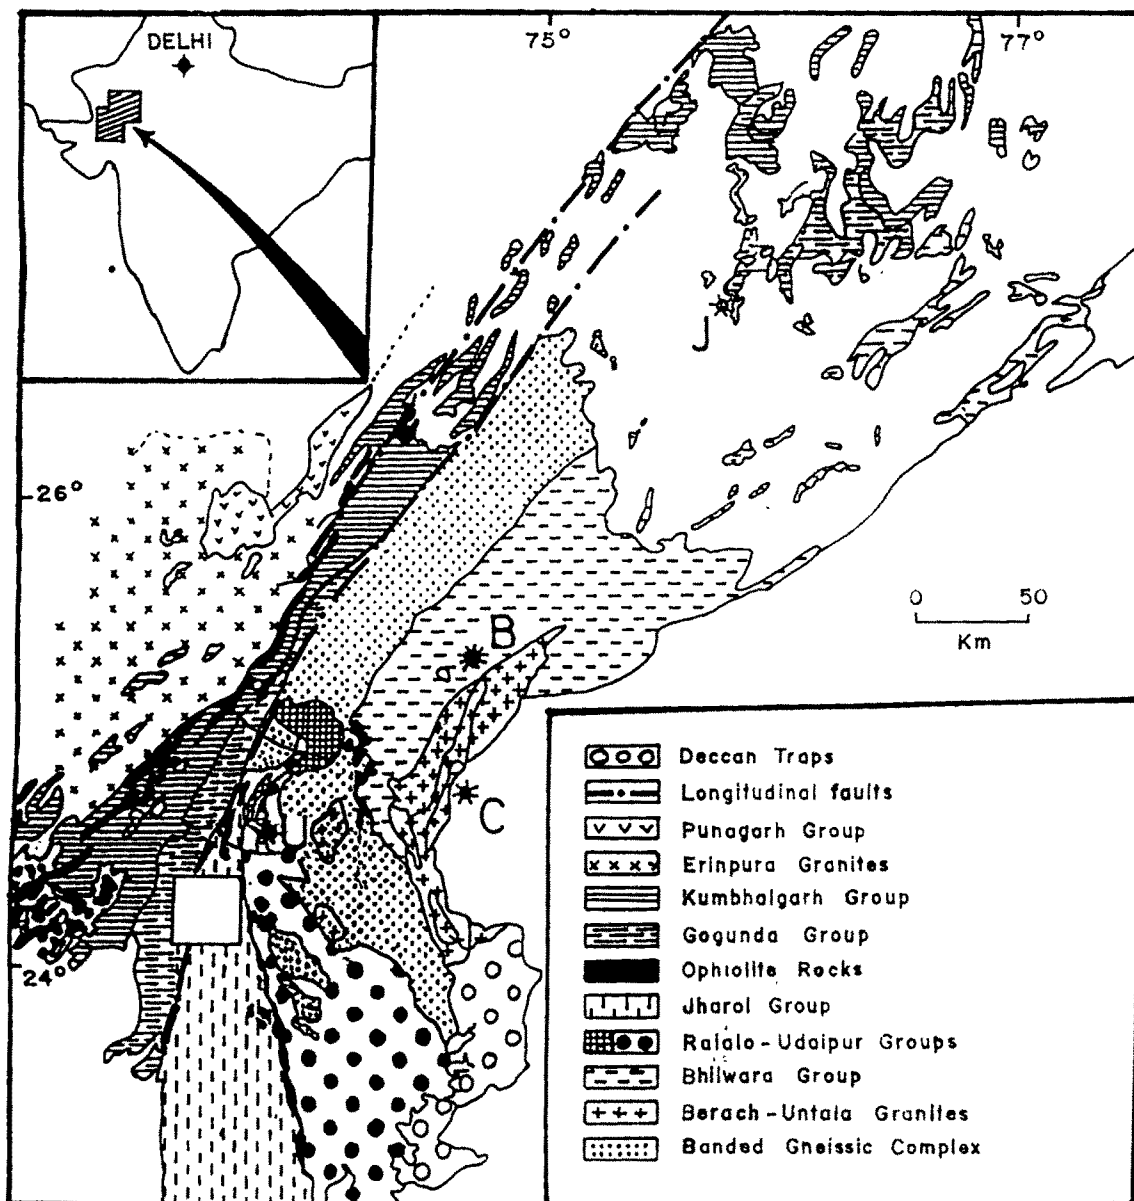 DELHI
75°
77°
J
26°
B
0 50
Km
C
U
24°
Deccan Traps
Longitudinal faults
Punagarh Group
Erinpura Granites
Kumbhalgarh Group
Gogunda Group
Ophiolite Rocks
Jharol Group
Raialo-Udaipur Groups
Bhilwara Group
Berach-Untala Granites
Banded Gneissic Complex